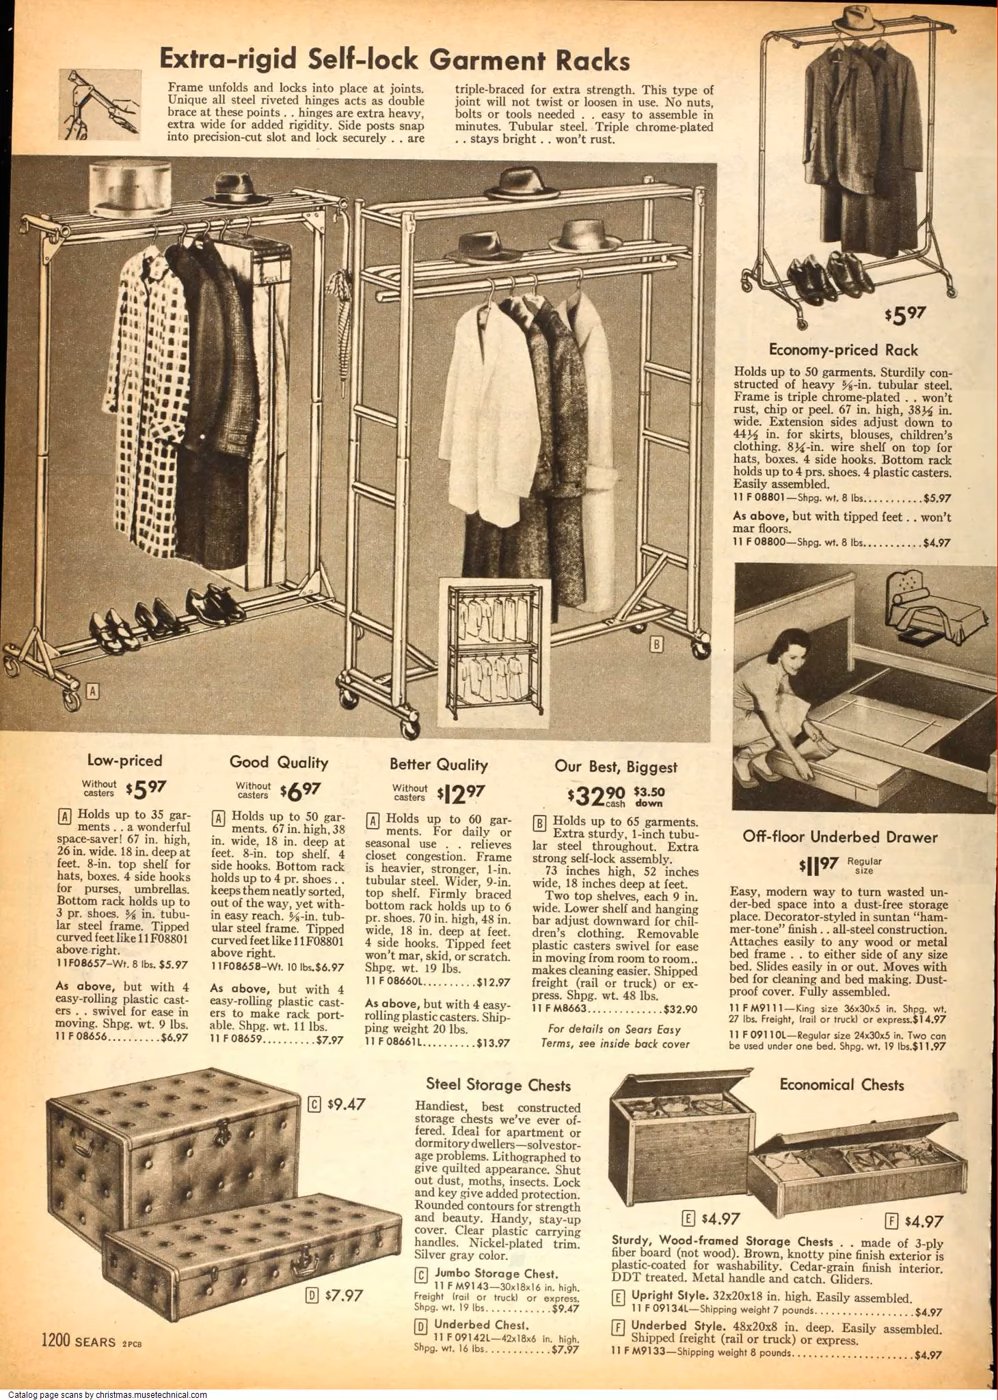 Extra-rigid Self-lock Garment Racks
Frame unfolds and locks into place at joints.
Unique all steel riveted hinges acts as double
brace at these points . . hinges are extra heavy,
extra wide for added rigidity. Side posts snap
into precision-cut slot and lock securely . . are
triple-braced for extra strength. This type of
joint will not twist or loosen in use. No nuts,
bolts or tools needed . . easy to assemble in
minutes. Tubular steel. Triple chrome-plated
. . stays bright . . won't rust.
$5 97
Economy-priced Rack
Holds up to 50 garments. Sturdily con-
structed of heavy ⅝-in. tubular steel.
Frame is triple chrome-plated . . won't
rust, chip or peel. 67 in. high, 38½ in.
wide. Extension sides adjust down to
44½ in. for skirts, blouses, children's
clothing. 8¼-in. wire shelf on top for
hats, boxes. 4 side hooks. Bottom rack
holds up to 4 prs. shoes. 4 plastic casters.
Easily assembled.
11 F 08801—Shpg. wt. 8 lbs...........$5.97
As above, but with tipped feet . . won't
mar floors.
11 F 08800—Shpg. wt. 8 lbs...........$4.97
A
B
Low-priced
Without casters $5 97
A Holds up to 35 gar-
ments . . a wonderful
space-saver! 67 in. high,
26 in. wide. 18 in. deep at
feet. 8-in. top shelf for
hats, boxes. 4 side hooks
for purses, umbrellas.
Bottom rack holds up to
3 pr. shoes. ⅝ in. tubu-
lar steel frame. Tipped
curved feet like 11F08801
above right.
11F08657–Wt. 8 lbs. $5.97
As above, but with 4
easy-rolling plastic cast-
ers . . swivel for ease in
moving. Shpg. wt. 9 lbs.
11 F 08656.........$6.97
Good Quality
Without casters $6 97
A Holds up to 50 gar-
ments. 67 in. high, 38
in. wide, 18 in. deep at
feet. 8-in. top shelf. 4
side hooks. Bottom rack
holds up to 4 pr. shoes . .
keeps them neatly sorted,
out of the way, yet with-
in easy reach. ⅝-in. tub-
ular steel frame. Tipped
curved feet like 11F08801
above right.
11F08658–Wt. 10 lbs.$6.97
As above, but with 4
easy-rolling plastic cast-
ers to make rack port-
able. Shpg. wt. 11 lbs.
11 F 08659..........$7.97
Better Quality
Without casters $12 97
A Holds up to 60 gar-
ments. For daily or
seasonal use . . relieves
closet congestion. Frame
is heavier, stronger, 1-in.
tubular steel. Wider, 9-in.
top shelf. Firmly braced
bottom rack holds up to 6
pr. shoes. 70 in. high, 48 in.
wide, 18 in. deep at feet.
4 side hooks. Tipped feet
won't mar, skid, or scratch.
Shpg. wt. 19 lbs.
11 F 08660L.........$12.97
As above, but with 4 easy-
rolling plastic casters. Ship-
ping weight 20 lbs.
11 F 08661L.........$13.97
Our Best, Biggest
$32 90 cash $3.50 down
B Holds up to 65 garments.
Extra sturdy, 1-inch tubu-
lar steel throughout. Extra
strong self-lock assembly.
73 inches high, 52 inches
wide, 18 inches deep at feet.
Two top shelves, each 9 in.
wide. Lower shelf and hanging
bar adjust downward for chil-
dren's clothing. Removable
plastic casters swivel for ease
in moving from room to room..
makes cleaning easier. Shipped
freight (rail or truck) or ex-
press. Shpg. wt. 48 lbs.
11 F M8663...............$32.90
For details on Sears Easy
Terms, see inside back cover
Off-floor Underbed Drawer
$11 97 Regular size
Easy, modern way to turn wasted un-
der-bed space into a dust-free storage
place. Decorator-styled in suntan "ham-
mer-tone" finish . . all-steel construction.
Attaches easily to any wood or metal
bed frame . . to either side of any size
bed. Slides easily in or out. Moves with
bed for cleaning and bed making. Dust-
proof cover. Fully assembled.
11 F M9111—King size 36x30x5 in. Shpg. wt.
27 lbs. Freight, (rail or truck) or express.$14.97
11 F 09110L—Regular size 24x30x5 in. Two can
be used under one bed. Shpg. wt. 19 lbs.$11.97
C $9.47
D $7.97
Steel Storage Chests
Handiest, best constructed
storage chests we've ever of-
fered. Ideal for apartment or
dormitory dwellers—solve stor-
age problems. Lithographed to
give quilted appearance. Shut
out dust, moths, insects. Lock
and key give added protection.
Rounded contours for strength
and beauty. Handy, stay-up
cover. Clear plastic carrying
handles. Nickel-plated trim.
Silver gray color.
C Jumbo Storage Chest.
11 F M9143—30x18x16 in. high.
Freight (rail or truck) or express.
Shpg. wt. 19 lbs............$9.47
D Underbed Chest.
11 F 09142L—42x18x6 in. high.
Shpg. wt. 16 lbs............$7.97
Economical Chests
E $4.97
F $4.97
Sturdy, Wood-framed Storage Chests . . made of 3-ply
fiber board (not wood). Brown, knotty pine finish exterior is
plastic-coated for washability. Cedar-grain finish interior.
DDT treated. Metal handle and catch. Gliders.
E Upright Style. 32x20x18 in. high. Easily assembled.
11 F 09134L—Shipping weight 7 pounds.................$4.97
F Underbed Style. 48x20x8 in. deep. Easily assembled.
Shipped freight (rail or truck) or express.
11 F M9133—Shipping weight 8 pounds.....................$4.97
1200 SEARS 2PCB
Catalog page scans by christmas.musetechnical.com